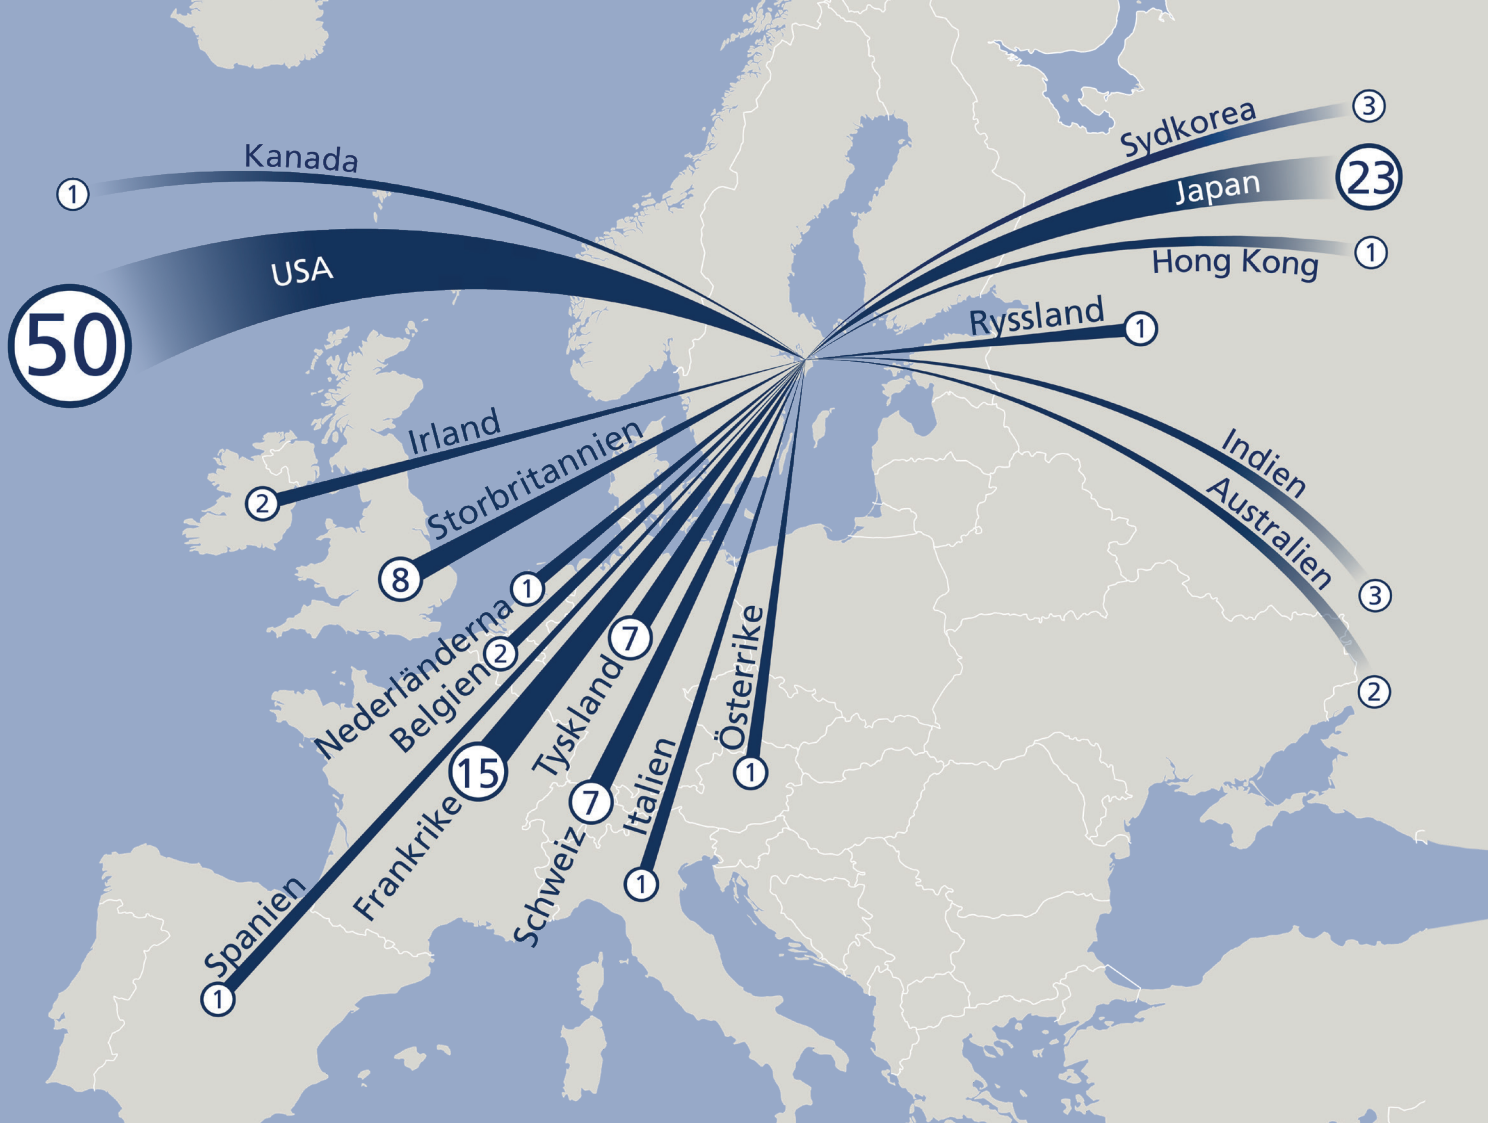 Kanada
1
USA
50
Sydkorea
3
Japan
23
Hong Kong
1
Ryssland
1
Irland
2
Storbritannien
8
Nederländerna
1
Belgien
2
Spanien
1
Frankrike
15
Tyskland
7
Schweiz
7
Italien
1
Österrike
1
Indien
3
Australien
2